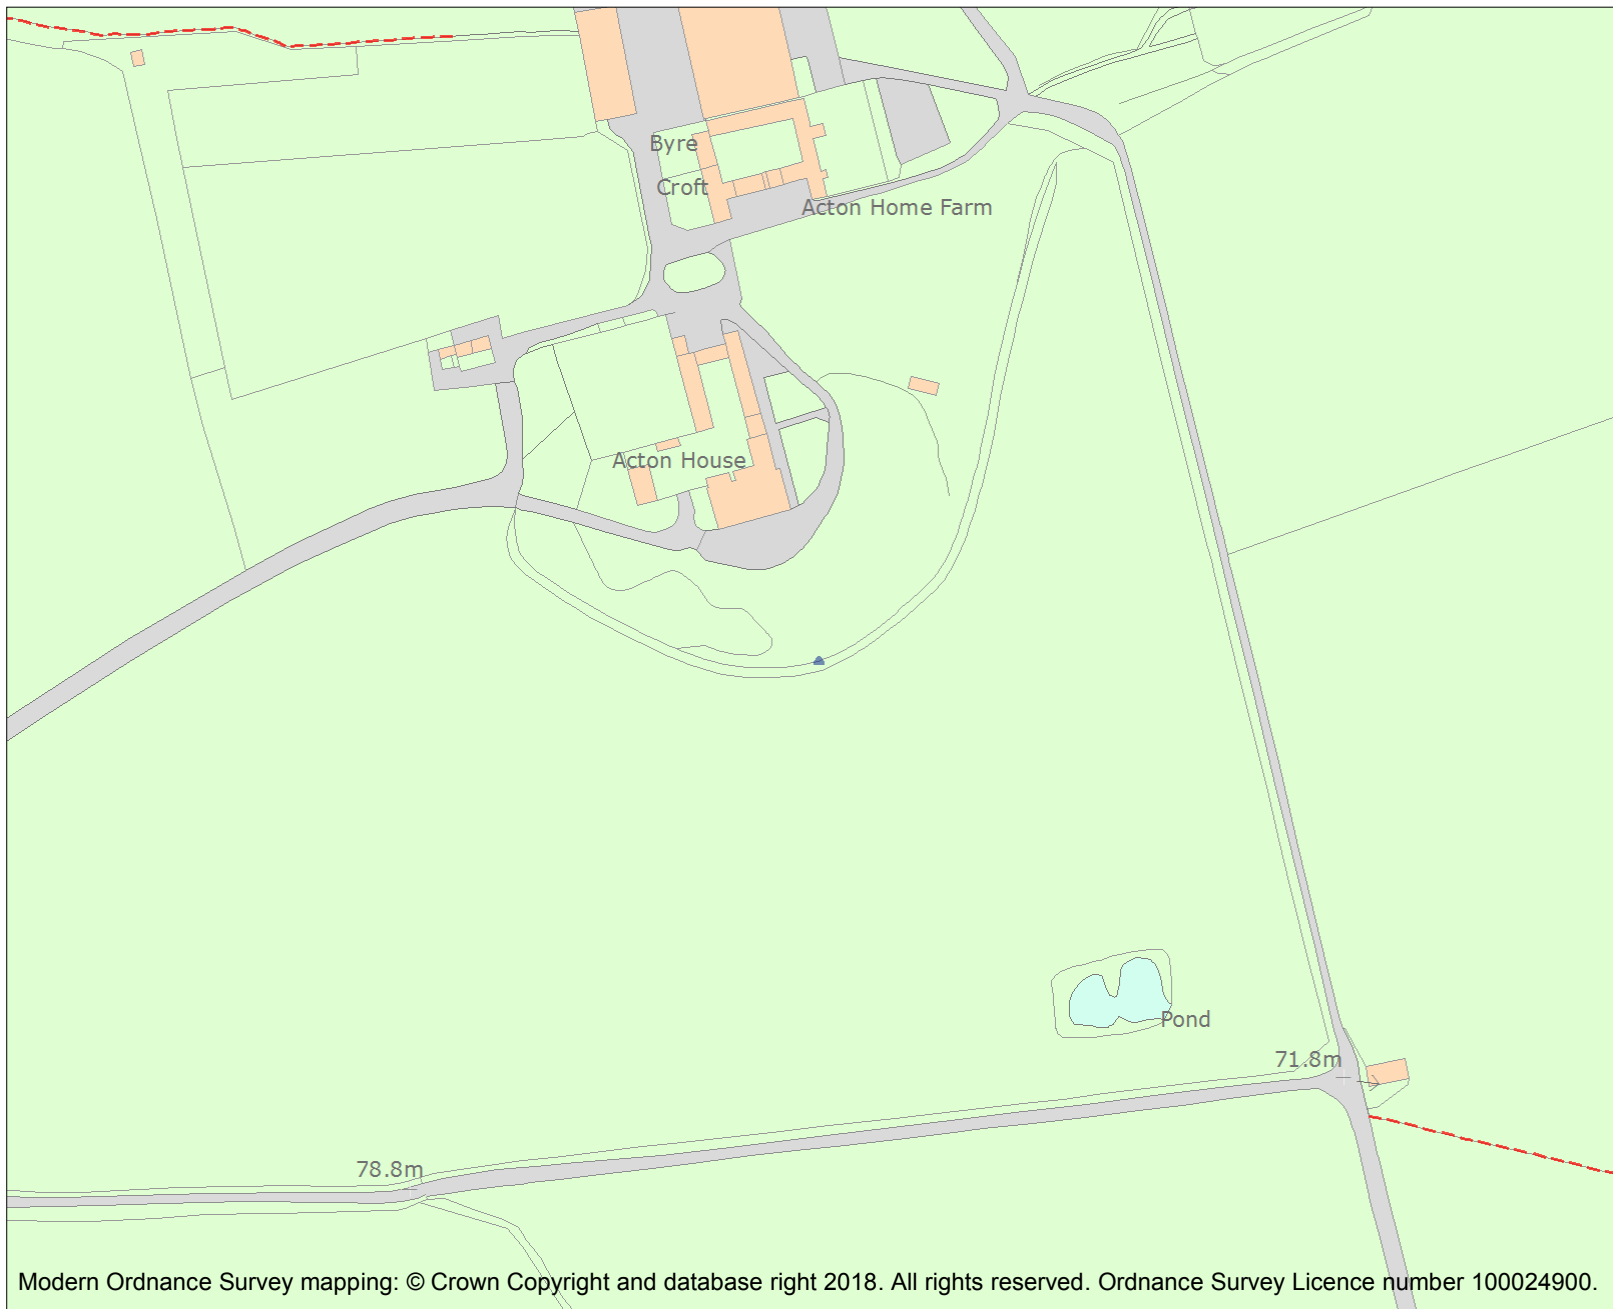 Byre
Croft
Acton Home Farm
Acton House
Pond
71.8m
78.8m
Modern Ordnance Survey mapping: © Crown Copyright and database right 2018. All rights reserved. Ordnance Survey Licence number 100024900.